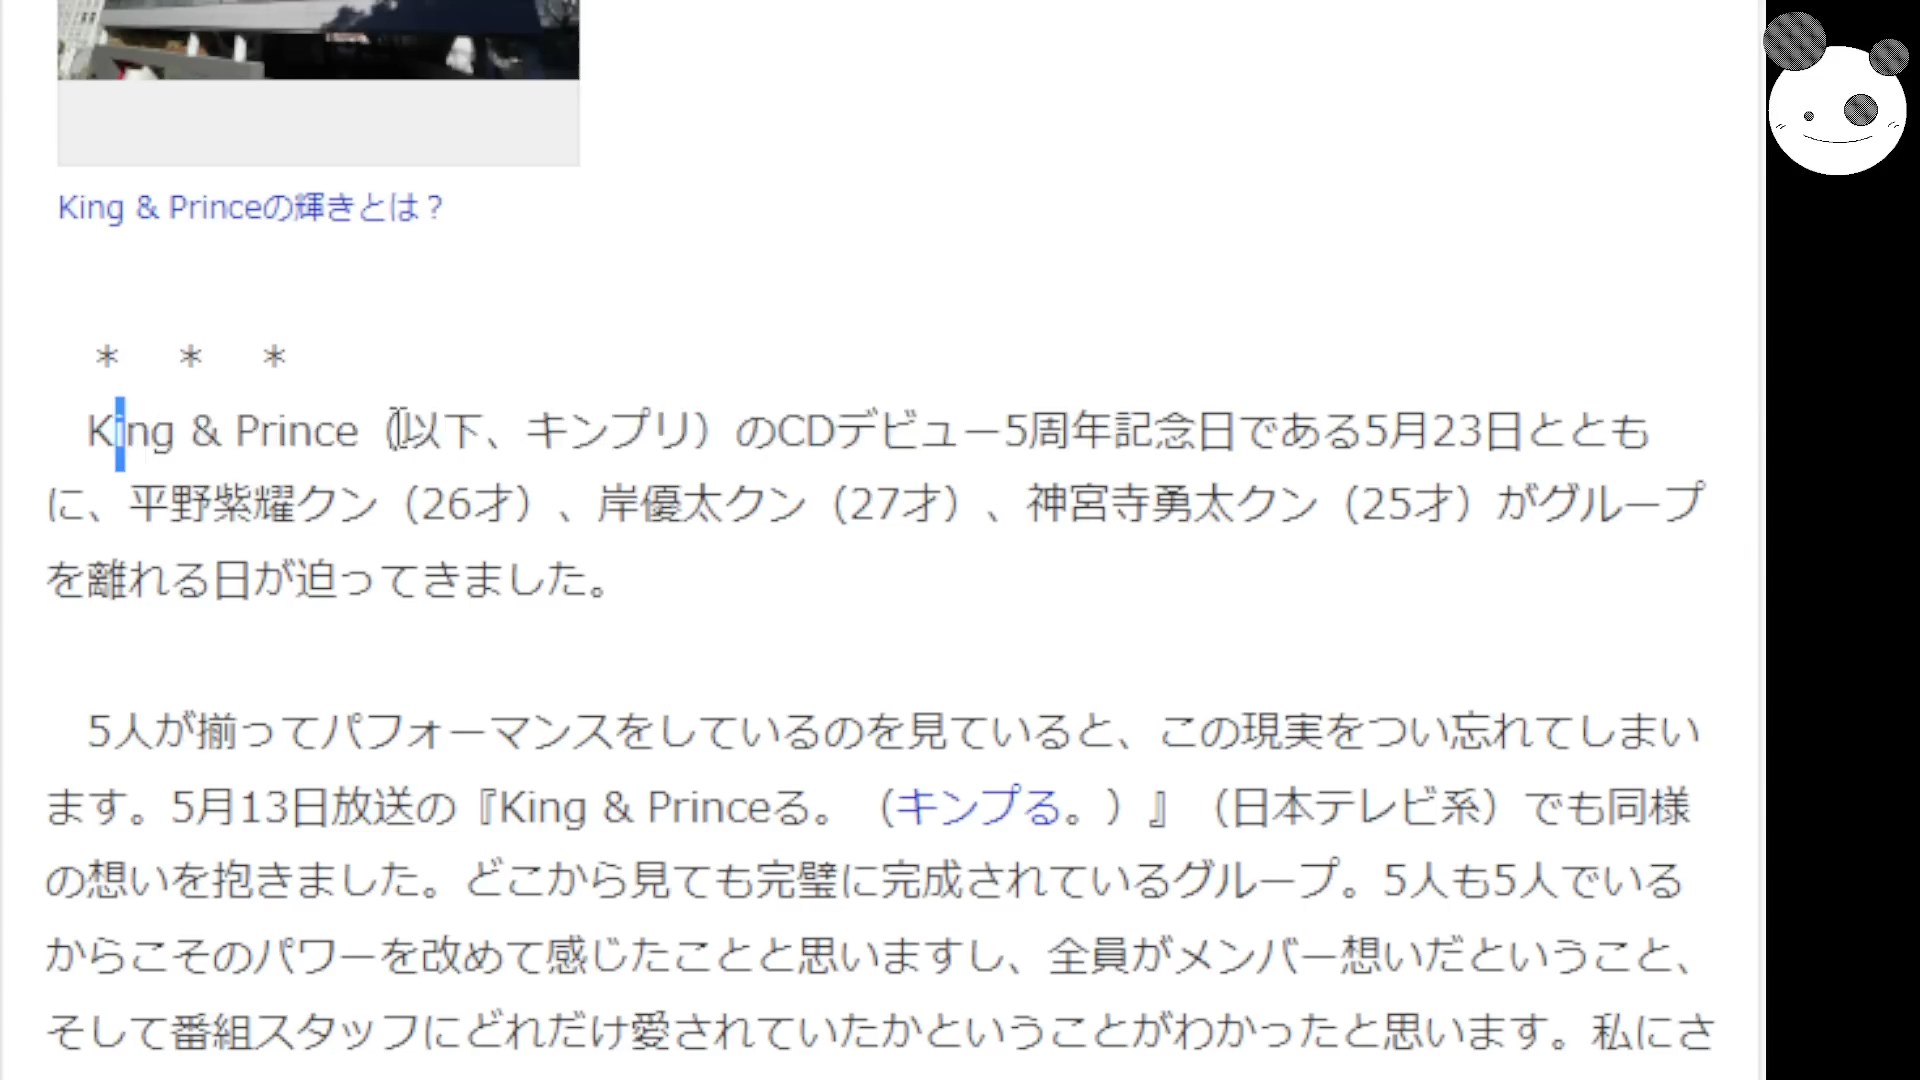 King & Princeの輝きとは？
＊　＊　＊
King & Prince（以下、キンプリ）のCDデビュー5周年記念日である5月23日ととも
に、平野紫耀クン（26才）、岸優太クン（27才）、神宮寺勇太クン（25才）がグループ
を離れる日が迫ってきました。
5人が揃ってパフォーマンスをしているのを見ていると、この現実をつい忘れてしまい
ます。5月13日放送の『King & Princeる。（キンプる。）』（日本テレビ系）でも同様
の想いを抱きました。どこから見ても完璧に完成されているグループ。5人も5人でいる
からこそのパワーを改めて感じたことと思いますし、全員がメンバー想いだということ、
そして番組スタッフにどれだけ愛されていたかということがわかったと思います。私にさ